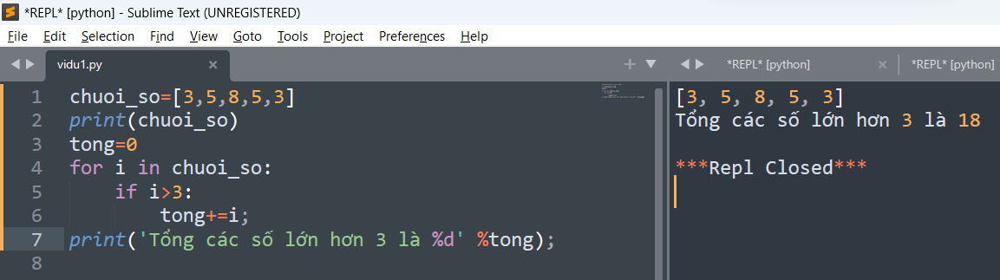 *REPL* [python] - Sublime Text (UNREGISTERED)
File Edit Selection Find View Goto Tools Project Preferences Help
vidu1.py
*REPL* [python]
*REPL* [python]
1 chuoi_so=[3,5,8,5,3]
2 print(chuoi_so)
3 tong=0
4 for i in chuoi_so:
5 if i>3:
6 tong+=i;
7 print('Tổng các số lớn hơn 3 là %d' %tong);
8
[3, 5, 8, 5, 3]
Tổng các số lớn hơn 3 là 18
***Repl Closed***